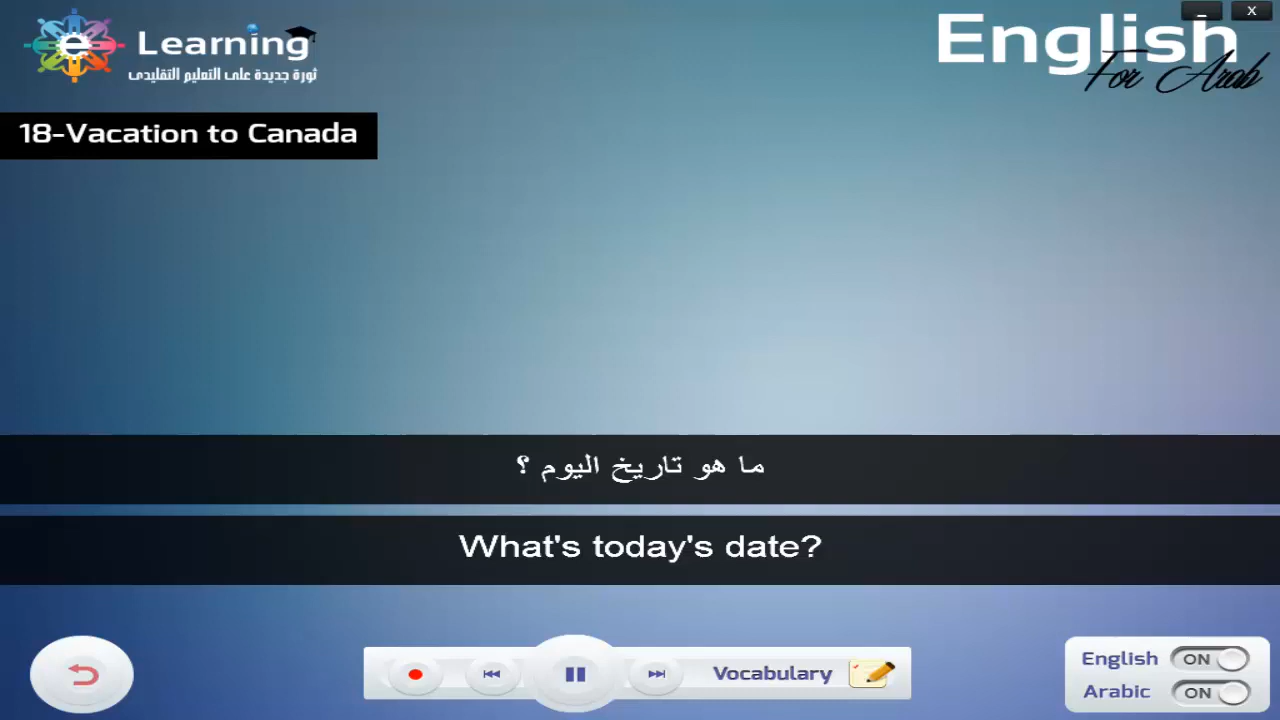 e Learning
ثورة جديدة على التعليم التقليدى
English
For Arab
_ X
18-Vacation to Canada
ما هو تاريخ اليوم ؟
What's today's date?
Vocabulary
English ON
Arabic ON